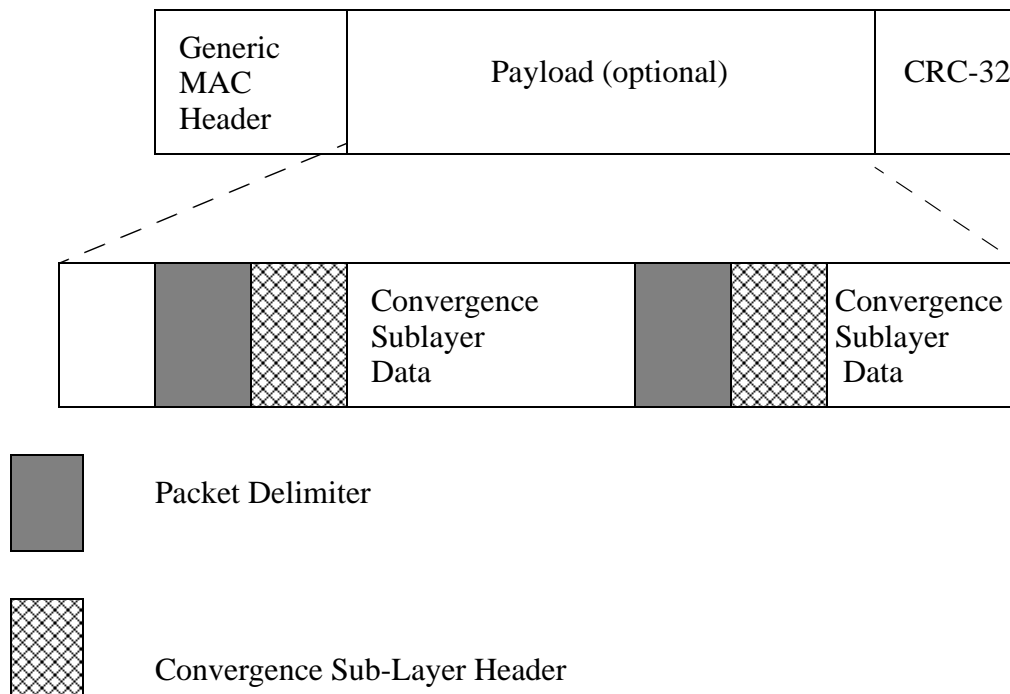 Generic
MAC
Header
Payload (optional)
CRC-32
Convergence
Sublayer
Data
Convergence
Sublayer
Data
Packet Delimiter
Convergence Sub-Layer Header